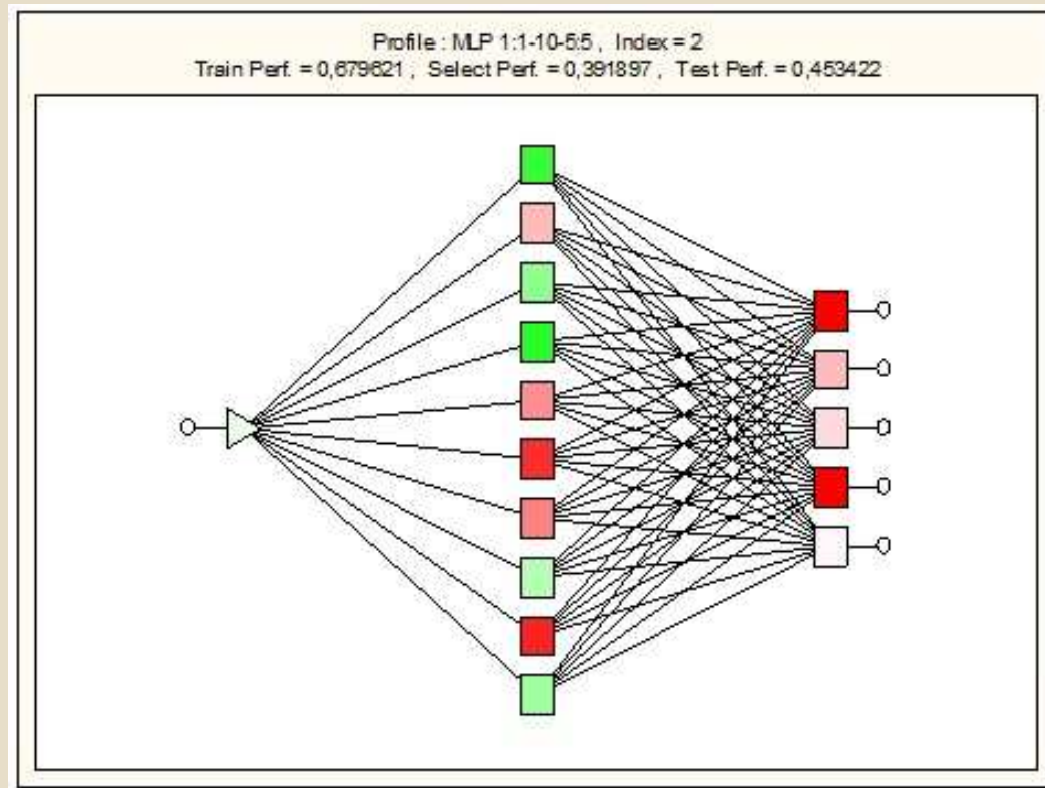 Profile : MLP 1:1-10-5:5 , Index = 2
Train Perf. = 0,679621 ; Select Perf. = 0,391897 , Test Perf. = 0,453422